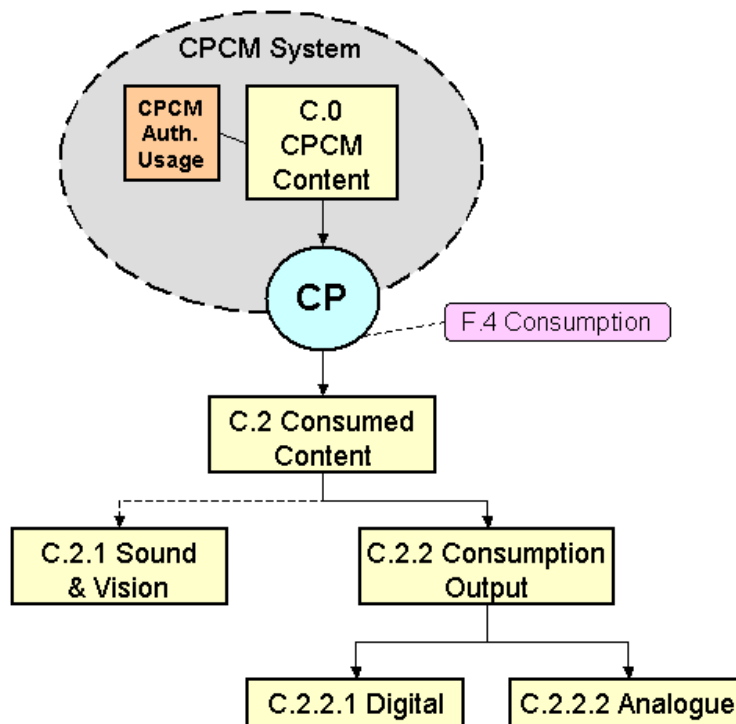 CPCM System
CPCM
Auth.
Usage
C.0
CPCM
Content
CP
F.4 Consumption
C.2 Consumed
Content
C.2.1 Sound
& Vision
C.2.2 Consumption
Output
C.2.2.1 Digital
C.2.2.2 Analogue